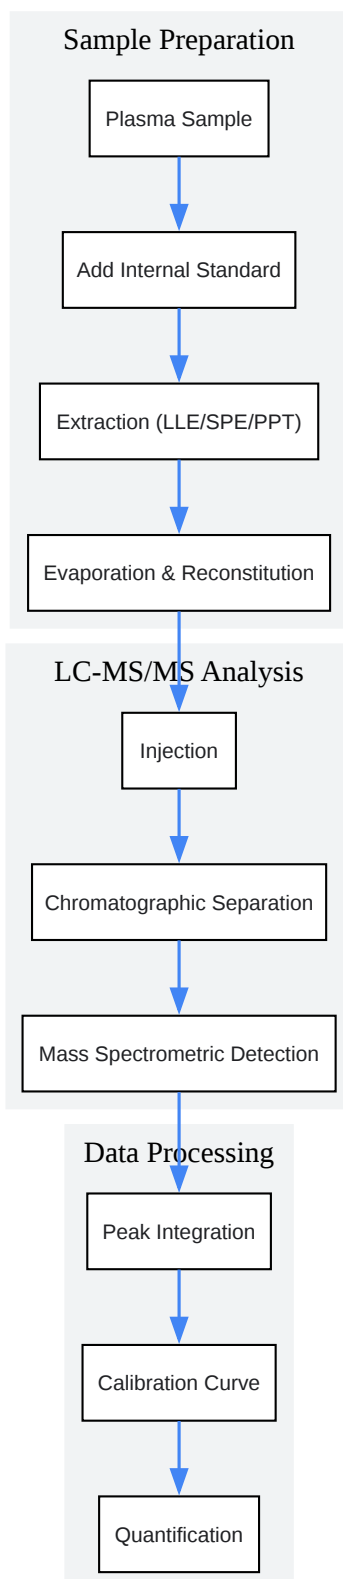 Sample Preparation
Plasma Sample
Add Internal Standard
Extraction (LLE/SPE/PPT)
Evaporation & Reconstitution
LC-MS/MS Analysis
Injection
Chromatographic Separation
Mass Spectrometric Detection
Data Processing
Peak Integration
Calibration Curve
Quantification